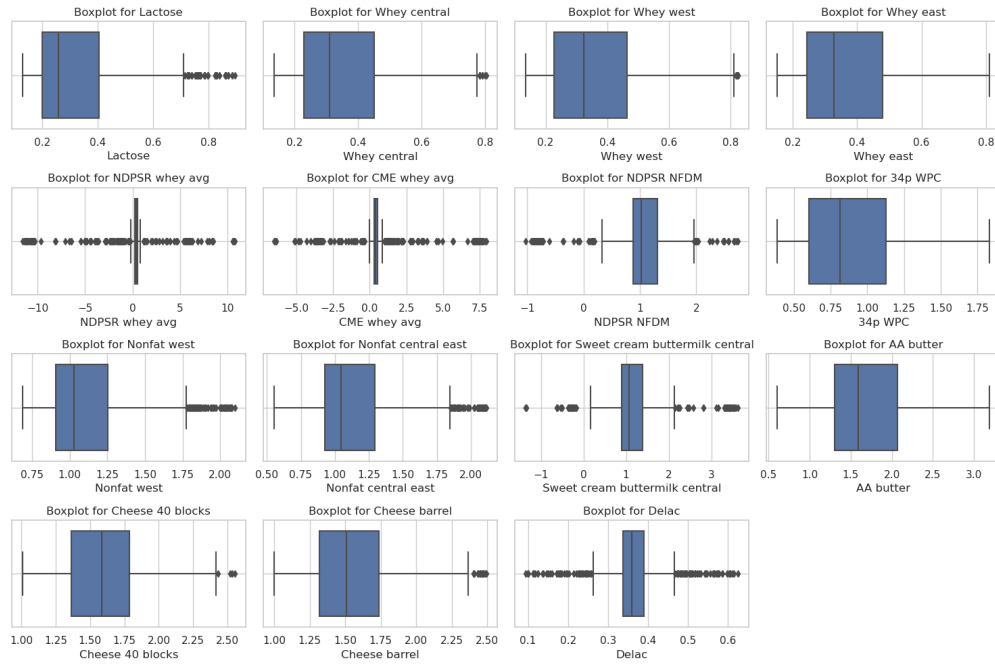 Boxplot for Lactose
0.2 0.4 0.6 0.8
Lactose
Boxplot for Whey central
0.2 0.4 0.6 0.8
Whey central
Boxplot for Whey west
0.2 0.4 0.6 0.8
Whey west
Boxplot for Whey east
0.2 0.4 0.6 0.8
Whey east
Boxplot for NDPSR whey avg
−10 −5 0 5 10
NDPSR whey avg
Boxplot for CME whey avg
−5.0 −2.5 0.0 2.5 5.0 7.5
CME whey avg
Boxplot for NDPSR NFDM
−1 0 1 2
NDPSR NFDM
Boxplot for 34p WPC
0.50 0.75 1.00 1.25 1.50 1.75
34p WPC
Boxplot for Nonfat west
0.75 1.00 1.25 1.50 1.75 2.00
Nonfat west
Boxplot for Nonfat central east
0.50 0.75 1.00 1.25 1.50 1.75 2.00
Nonfat central east
Boxplot for Sweet cream buttermilk central
−1 0 1 2 3
Sweet cream buttermilk central
Boxplot for AA butter
0.5 1.0 1.5 2.0 2.5 3.0
AA butter
Boxplot for Cheese 40 blocks
1.00 1.25 1.50 1.75 2.00 2.25 2.50
Cheese 40 blocks
Boxplot for Cheese barrel
1.00 1.25 1.50 1.75 2.00 2.25 2.50
Cheese barrel
Boxplot for Delac
0.1 0.2 0.3 0.4 0.5 0.6
Delac